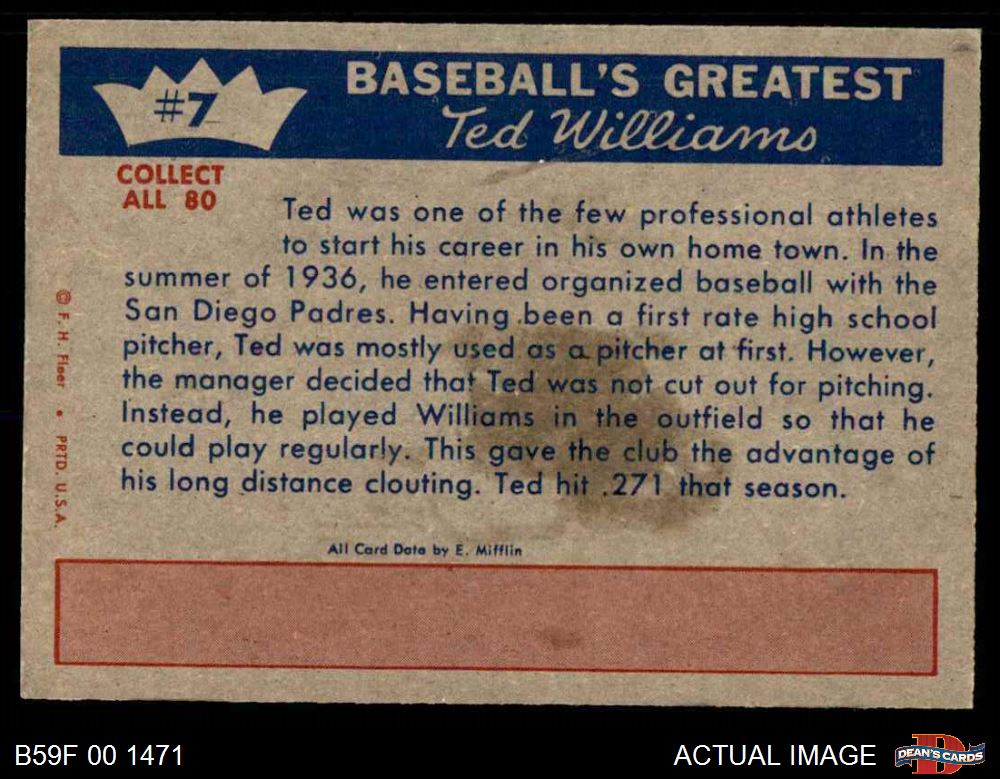 #7
BASEBALL'S GREATEST
Ted Williams
COLLECT
ALL 80
Ted was one of the few professional athletes
to start his career in his own home town. In the
summer of 1936, he entered organized baseball with the
San Diego Padres. Having been a first rate high school
pitcher, Ted was mostly used as a pitcher at first. However,
the manager decided that Ted was not cut out for pitching.
Instead, he played Williams in the outfield so that he
could play regularly. This gave the club the advantage of
his long distance clouting. Ted hit .271 that season.
© F. H. Fleer • PRTD. U.S.A.
All Card Data by E. Mifflin
B59F 00 1471
ACTUAL IMAGE
DEAN'S CARDS